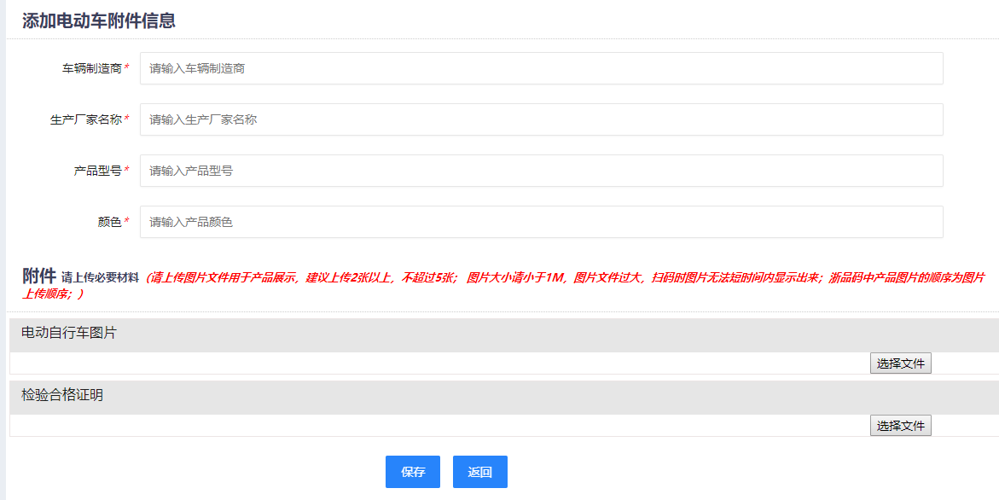 添加电动车附件信息
车辆制造商* 请输入车辆制造商
生产厂家名称* 请输入生产厂家名称
产品型号* 请输入产品型号
颜色* 请输入产品颜色
附件 请上传必要材料（请上传图片文件用于产品展示，建议上传2张以上，不超过5张； 图片大小请小于1M，图片文件过大，扫码时图片无法短时间内显示出来；浙品码中产品图片的顺序为图片
上传顺序；）
电动自行车图片
选择文件
检验合格证明
选择文件
保存 返回